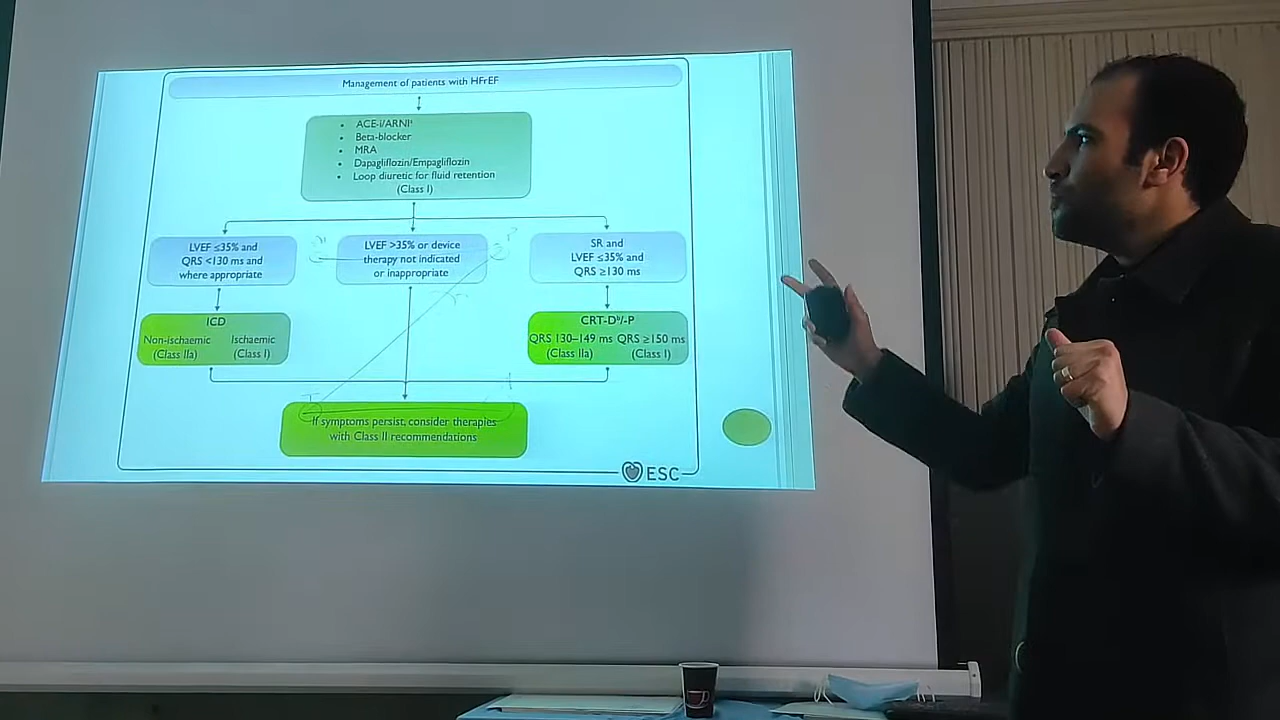 Management of patients with HFrEF
• ACE-I/ARNIᵃ
• Beta-blocker
• MRA
• Dapagliflozin/Empagliflozin
• Loop diuretic for fluid retention
(Class I)
LVEF ≤35% and
QRS <130 ms and
where appropriate
LVEF >35% or device
therapy not indicated
or inappropriate
SR and
LVEF ≤35% and
QRS ≥130 ms
ICD
Non-ischaemic Ischaemic
(Class IIa) (Class I)
CRT-Dᵇ/-P
QRS 130–149 ms QRS ≥150 ms
(Class IIa) (Class I)
If symptoms persist, consider therapies
with Class II recommendations
ESC